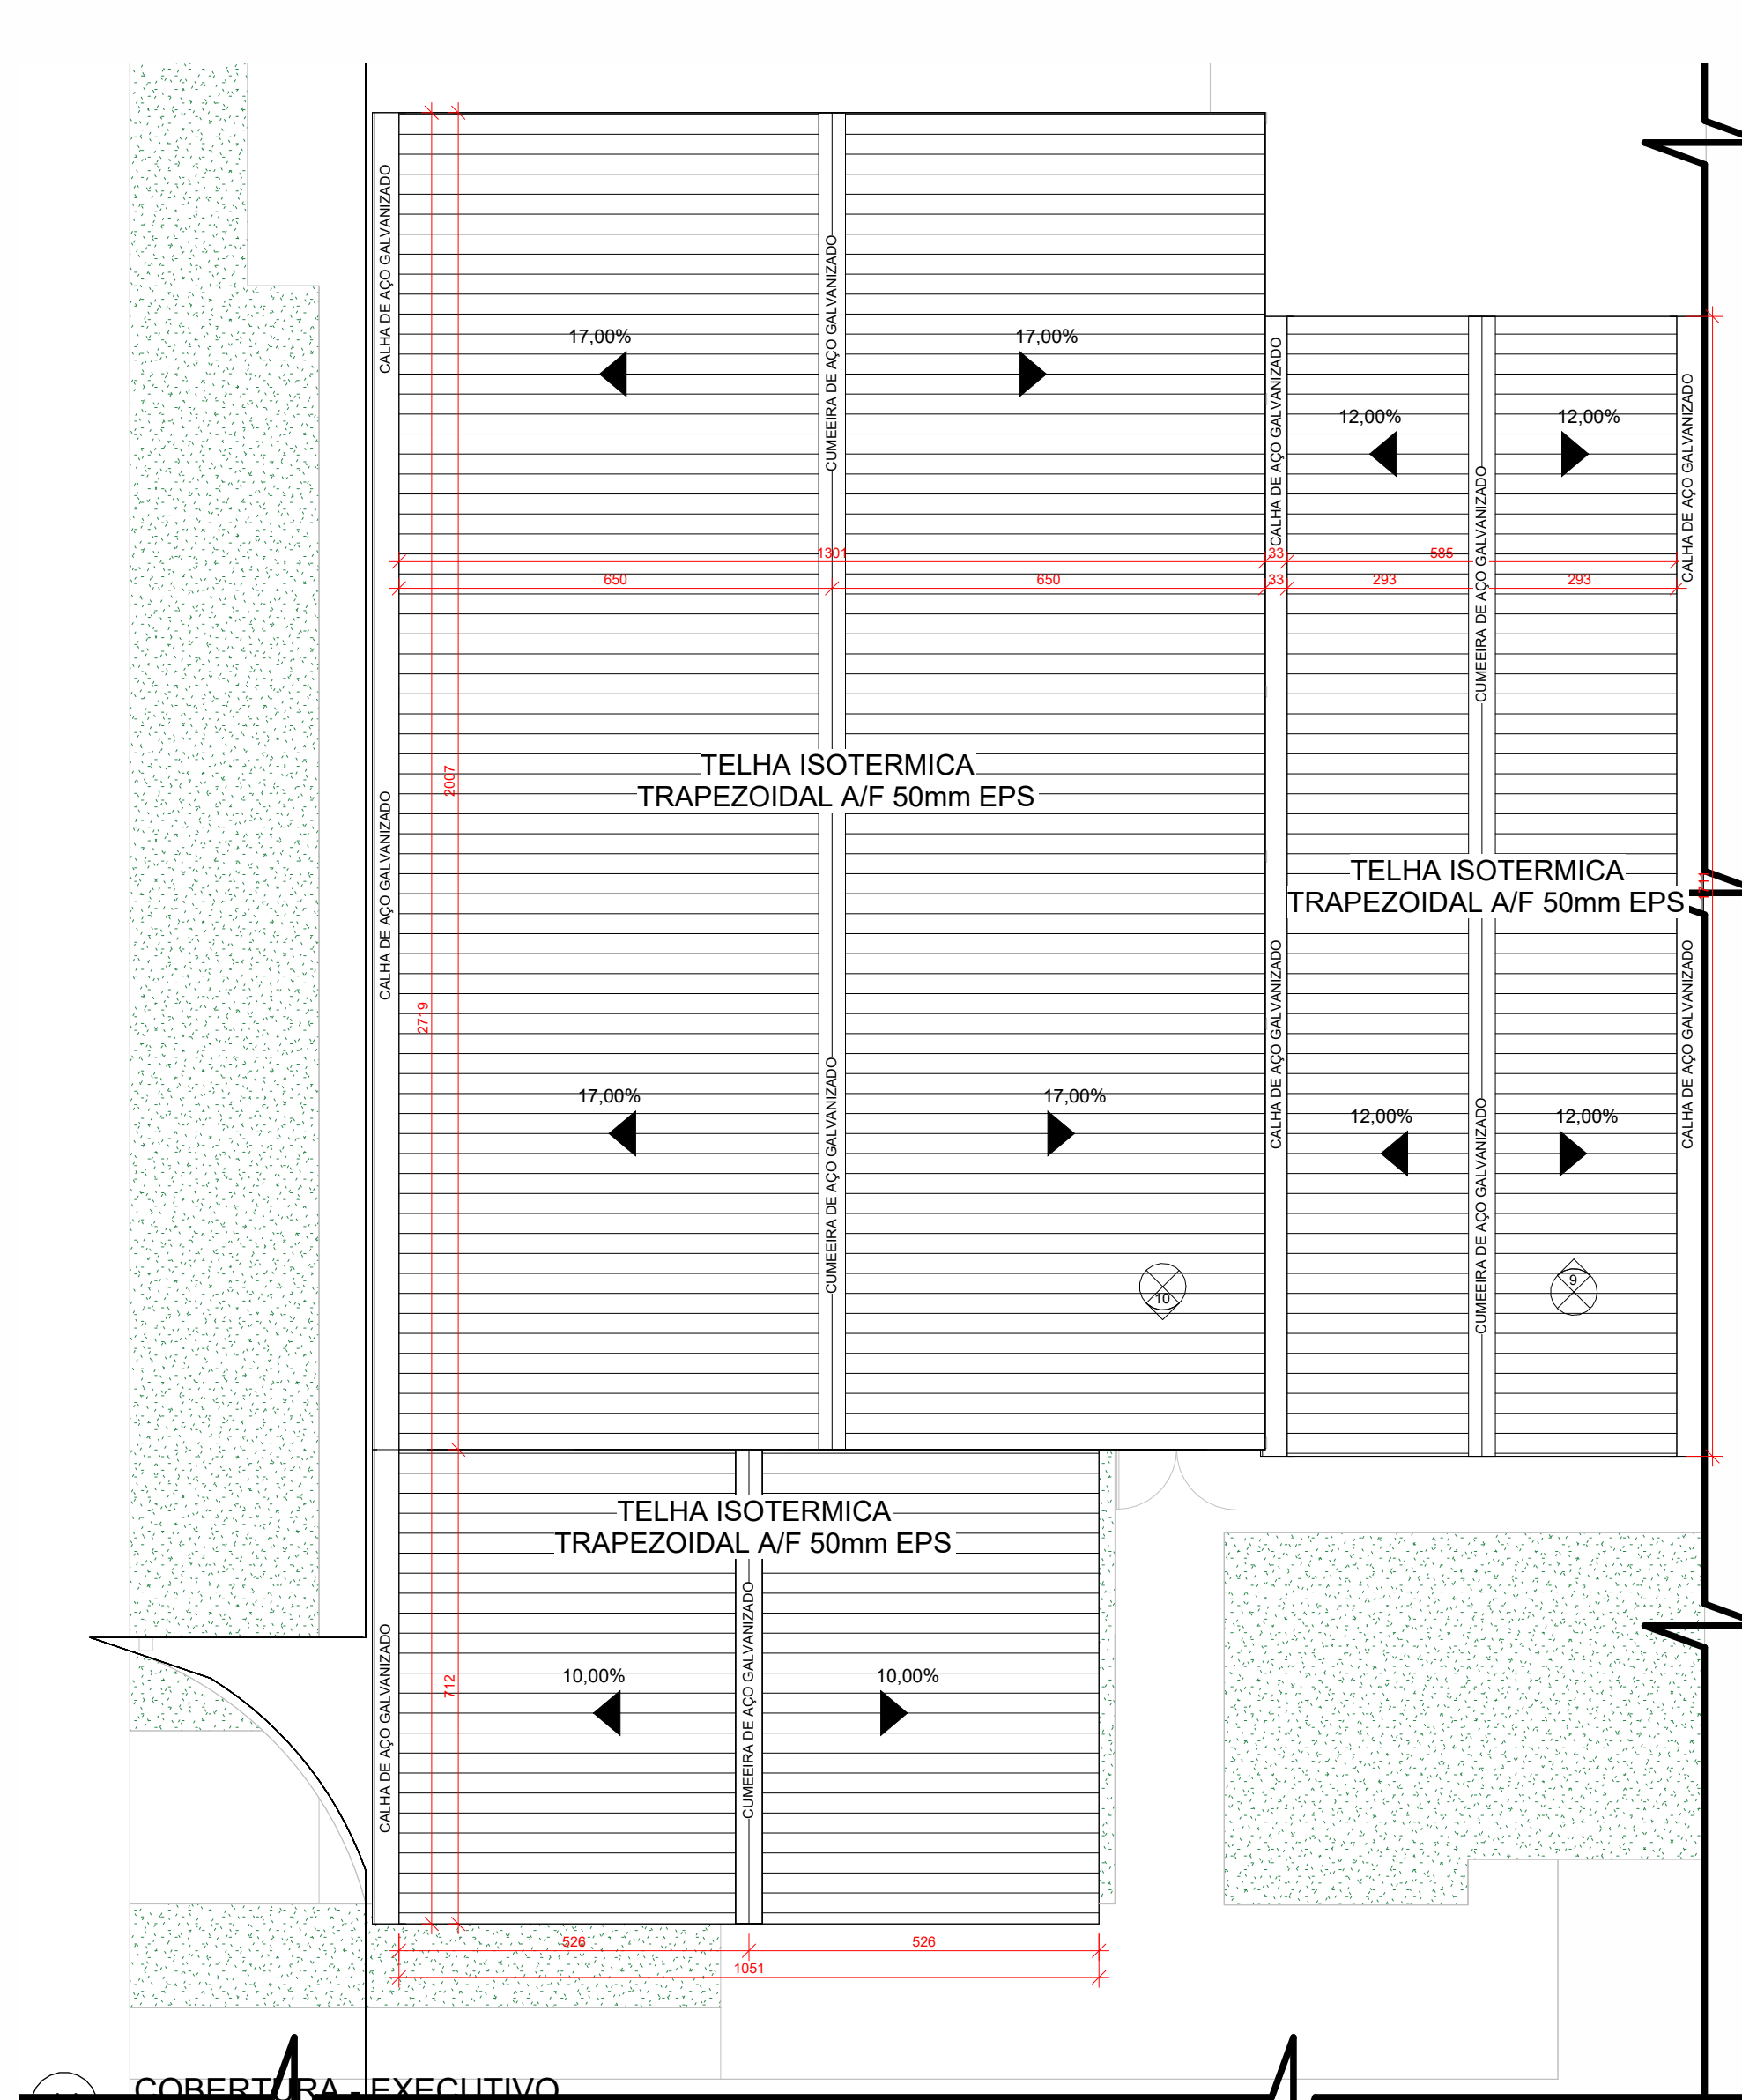 CALHA DE AÇO GALVANIZADO
CUMEEIRA DE AÇO GALVANIZADO
17,00%
17,00%
CALHA DE AÇO GALVANIZADO
12,00%
12,00%
CUMEEIRA DE AÇO GALVANIZADO
CALHA DE AÇO GALVANIZADO
1301
33
585
650
650
33
293
293
TELHA ISOTERMICA
TRAPEZOIDAL A/F 50mm EPS
2007
CALHA DE AÇO GALVANIZADO
TELHA ISOTERMICA
TRAPEZOIDAL A/F 50mm EPS
1711
2719
CALHA DE AÇO GALVANIZADO
CALHA DE AÇO GALVANIZADO
17,00%
17,00%
CUMEEIRA DE AÇO GALVANIZADO
12,00%
12,00%
CUMEEIRA DE AÇO GALVANIZADO
10
9
TELHA ISOTERMICA
TRAPEZOIDAL A/F 50mm EPS
CALHA DE AÇO GALVANIZADO
712
10,00%
CUMEEIRA DE AÇO GALVANIZADO
10,00%
526
526
1051
COBERTURA - EXECUTIVO